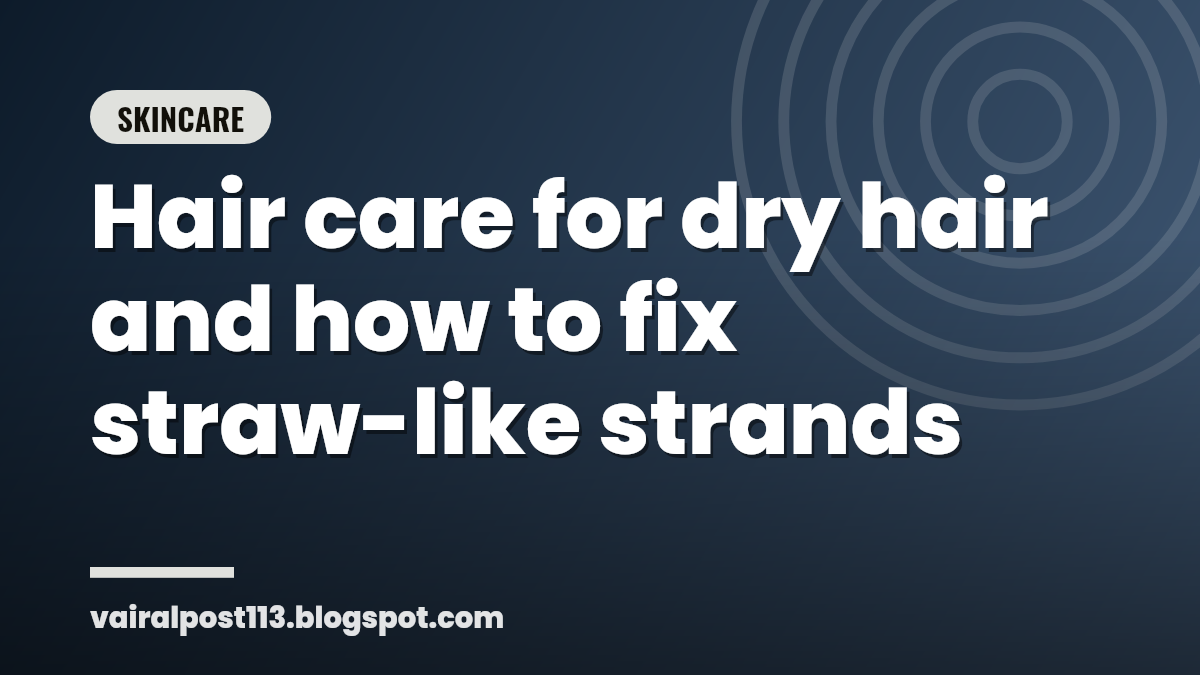 SKINCARE
Hair care for dry hair
and how to fix
straw-like strands
vairalpost113.blogspot.com